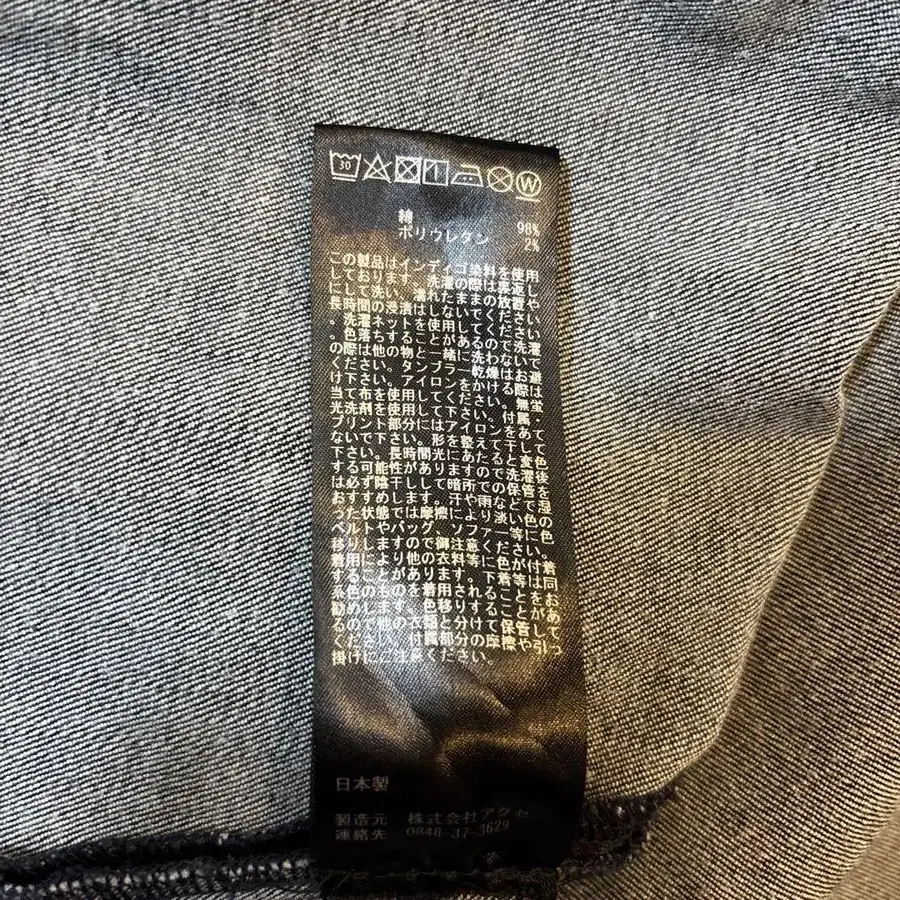 30
W
綿 98%
ポリウレタン 2%
この製品はインディゴ染料を使用
しております。洗濯の際は裏返し
にして洗い、濡れたままの放置や
長時間の浸漬はしないでください。
洗濯ネットを使用してください。
色落ちすることがあるので洗濯
の際は他の物と一緒に洗わないで
ください。タンブラー乾燥はお避
け下さい。アイロンをかける際は
当て布を使用してください。無蛍
光洗剤を使用して下さい。付属・
プリント部分にはアイロンをあて
ないで下さい。形を整えて干して
下さい。長時間光にあたると変色
する可能性がありますので洗濯後
は必ず陰干しして暗所での保管を
おすすめします。汗や雨などで湿
った状態では摩擦により淡い色の
ベルトやバッグ、ソファー等に色
移りしますので御注意ください。
着用により他の衣料等に色が付着
することがあります。下着等は同
系色のものを着用されることをお
勧めします。色移りすることがあ
るので他の衣類と分けて保管して
ください。付属部分の摩擦や引っ
掛けにご注意ください。
日本製
製造元 株式会社アクセ
連絡先 0848-37-3629